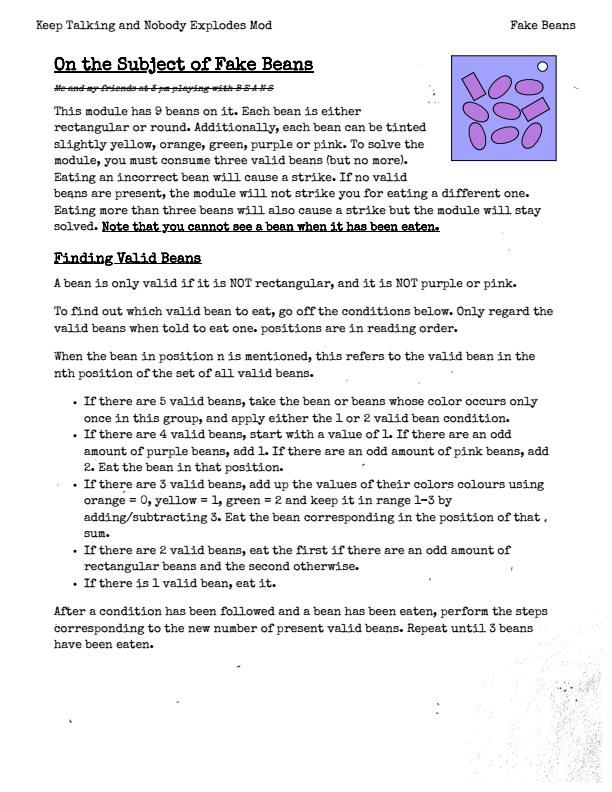 Keep Talking and Nobody Explodes Mod
Fake Beans
On the Subject of Fake Beans
Me and my friends at 3 pm playing with B E A N S
This module has 9 beans on it. Each bean is either
rectangular or round. Additionally, each bean can be tinted
slightly yellow, orange, green, purple or pink. To solve the
module, you must consume three valid beans (but no more).
Eating an incorrect bean will cause a strike. If no valid
beans are present, the module will not strike you for eating a different one.
Eating more than three beans will also cause a strike but the module will stay
solved. Note that you cannot see a bean when it has been eaten.
Finding Valid Beans
A bean is only valid if it is NOT rectangular, and it is NOT purple or pink.
To find out which valid bean to eat, go off the conditions below. Only regard the
valid beans when told to eat one. positions are in reading order.
When the bean in position n is mentioned, this refers to the valid bean in the
nth position of the set of all valid beans.
• If there are 5 valid beans, take the bean or beans whose color occurs only
once in this group, and apply either the 1 or 2 valid bean condition.
• If there are 4 valid beans, start with a value of 1. If there are an odd
amount of purple beans, add 1. If there are an odd amount of pink beans, add
2. Eat the bean in that position.
• If there are 3 valid beans, add up the values of their colors colours using
orange = 0, yellow = 1, green = 2 and keep it in range 1-3 by
adding/subtracting 3. Eat the bean corresponding in the position of that
sum.
• If there are 2 valid beans, eat the first if there are an odd amount of
rectangular beans and the second otherwise.
• If there is 1 valid bean, eat it.
After a condition has been followed and a bean has been eaten, perform the steps
corresponding to the new number of present valid beans. Repeat until 3 beans
have been eaten.